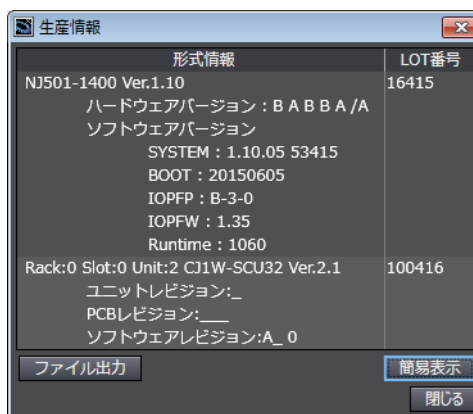 生産情報
形式情報 LOT番号
NJ501-1400 Ver.1.10 16415
ハードウェアバージョン：B A B B A /A
ソフトウェアバージョン
SYSTEM：1.10.05 53415
BOOT：20150605
IOPFP：B-3-0
IOPFW：1.35
Runtime：1060
Rack:0 Slot:0 Unit:2 CJ1W-SCU32 Ver.2.1 100416
ユニットレビジョン:_
PCBレビジョン:___
ソフトウェアレビジョン:A_ 0
ファイル出力 簡易表示
閉じる